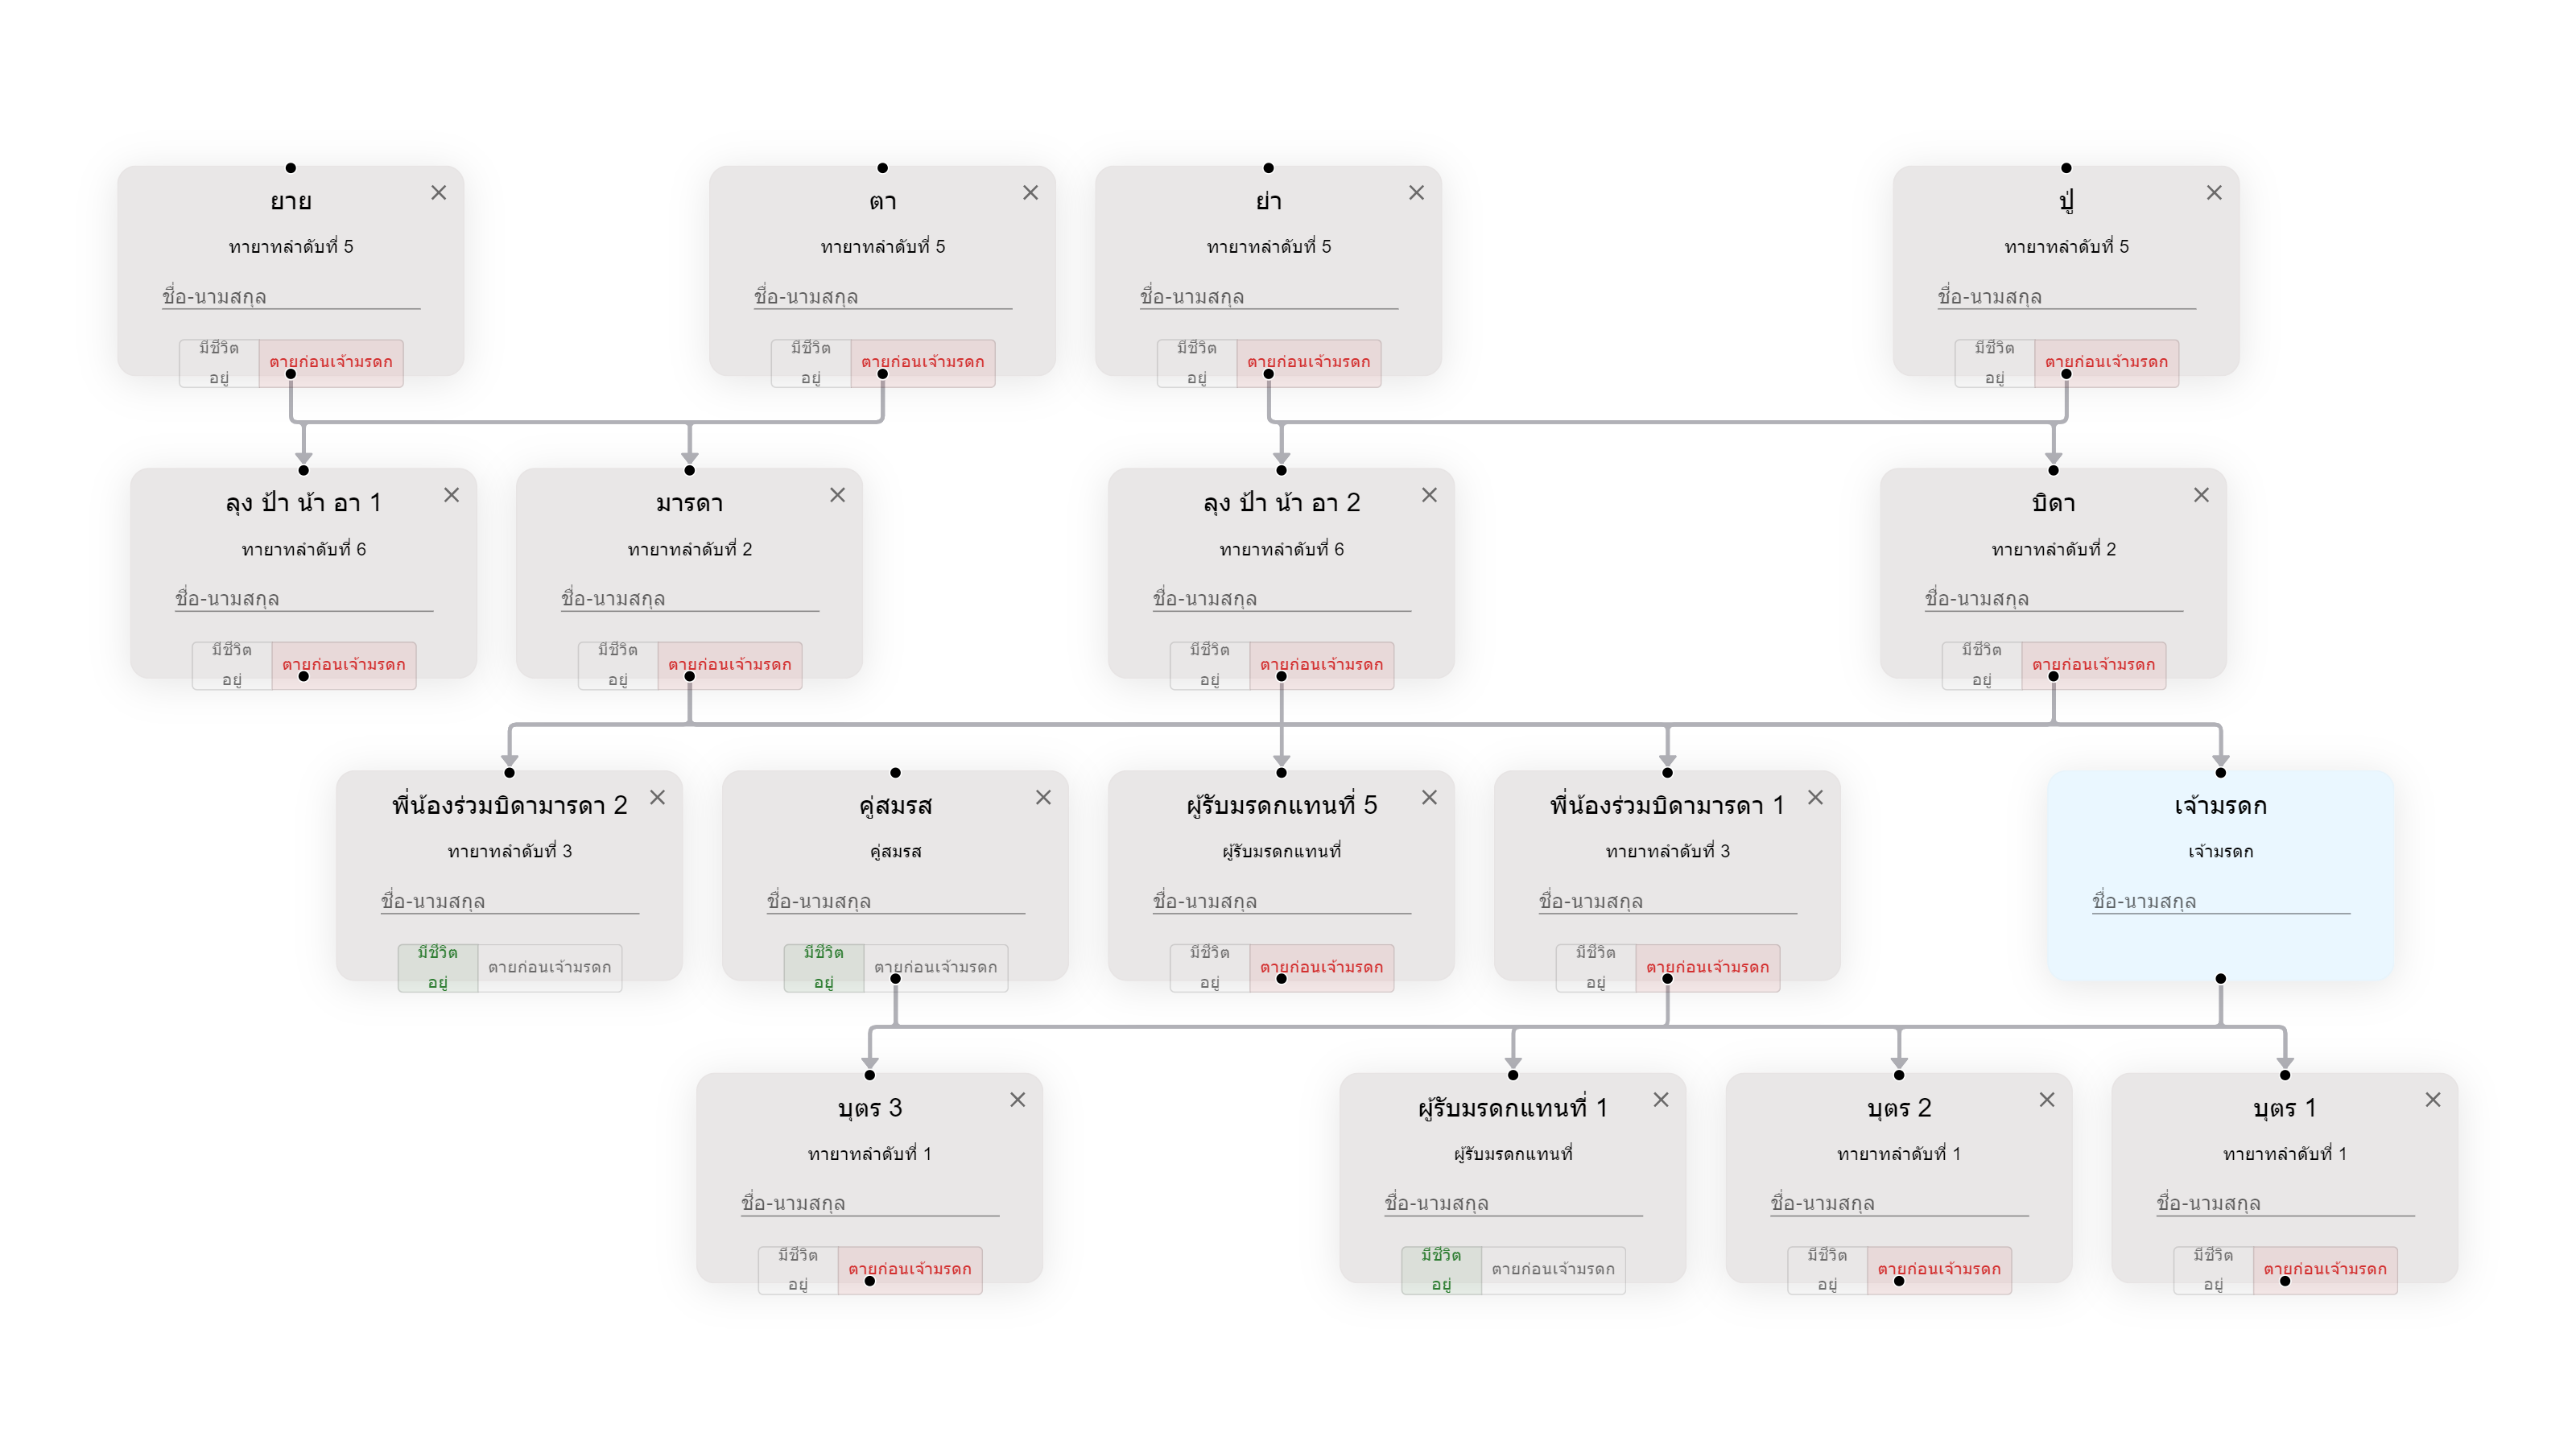 ยาย
ทายาทลำดับที่ 5
ชื่อ-นามสกุล
มีชีวิต
อยู่
ตายก่อนเจ้ามรดก
ตา
ทายาทลำดับที่ 5
ชื่อ-นามสกุล
มีชีวิต
อยู่
ตายก่อนเจ้ามรดก
ย่า
ทายาทลำดับที่ 5
ชื่อ-นามสกุล
มีชีวิต
อยู่
ตายก่อนเจ้ามรดก
ปู่
ทายาทลำดับที่ 5
ชื่อ-นามสกุล
มีชีวิต
อยู่
ตายก่อนเจ้ามรดก
ลุง ป้า น้า อา 1
ทายาทลำดับที่ 6
ชื่อ-นามสกุล
มีชีวิต
อยู่
ตายก่อนเจ้ามรดก
มารดา
ทายาทลำดับที่ 2
ชื่อ-นามสกุล
มีชีวิต
อยู่
ตายก่อนเจ้ามรดก
ลุง ป้า น้า อา 2
ทายาทลำดับที่ 6
ชื่อ-นามสกุล
มีชีวิต
อยู่
ตายก่อนเจ้ามรดก
บิดา
ทายาทลำดับที่ 2
ชื่อ-นามสกุล
มีชีวิต
อยู่
ตายก่อนเจ้ามรดก
พี่น้องร่วมบิดามารดา 2
ทายาทลำดับที่ 3
ชื่อ-นามสกุล
มีชีวิต
อยู่
ตายก่อนเจ้ามรดก
คู่สมรส
คู่สมรส
ชื่อ-นามสกุล
มีชีวิต
อยู่
ตายก่อนเจ้ามรดก
ผู้รับมรดกแทนที่ 5
ผู้รับมรดกแทนที่
ชื่อ-นามสกุล
มีชีวิต
อยู่
ตายก่อนเจ้ามรดก
พี่น้องร่วมบิดามารดา 1
ทายาทลำดับที่ 3
ชื่อ-นามสกุล
มีชีวิต
อยู่
ตายก่อนเจ้ามรดก
เจ้ามรดก
เจ้ามรดก
ชื่อ-นามสกุล
บุตร 3
ทายาทลำดับที่ 1
ชื่อ-นามสกุล
มีชีวิต
อยู่
ตายก่อนเจ้ามรดก
ผู้รับมรดกแทนที่ 1
ผู้รับมรดกแทนที่
ชื่อ-นามสกุล
มีชีวิต
อยู่
ตายก่อนเจ้ามรดก
บุตร 2
ทายาทลำดับที่ 1
ชื่อ-นามสกุล
มีชีวิต
อยู่
ตายก่อนเจ้ามรดก
บุตร 1
ทายาทลำดับที่ 1
ชื่อ-นามสกุล
มีชีวิต
อยู่
ตายก่อนเจ้ามรดก